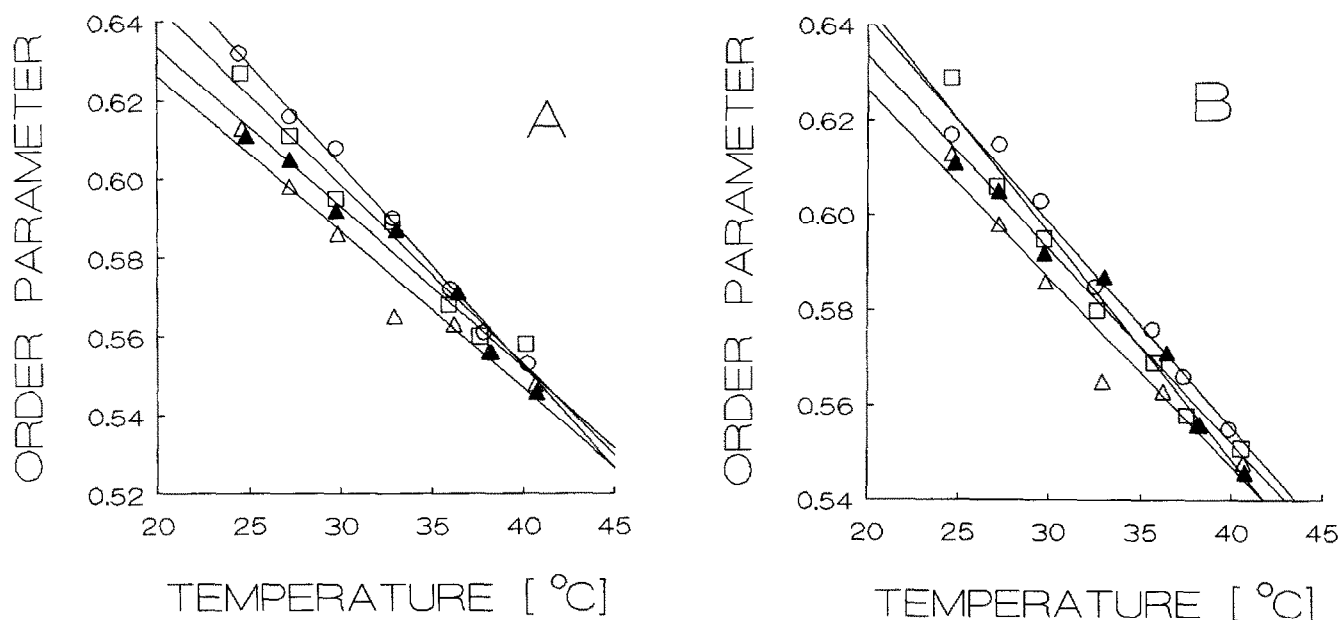 ORDER PARAMETER
0.64
0.62
0.60
0.58
0.56
0.54
0.52
20 25 30 35 40 45
TEMPERATURE [ °C]
A
ORDER PARAMETER
0.64
0.62
0.60
0.58
0.56
0.54
20 25 30 35 40 45
TEMPERATURE [ °C]
B